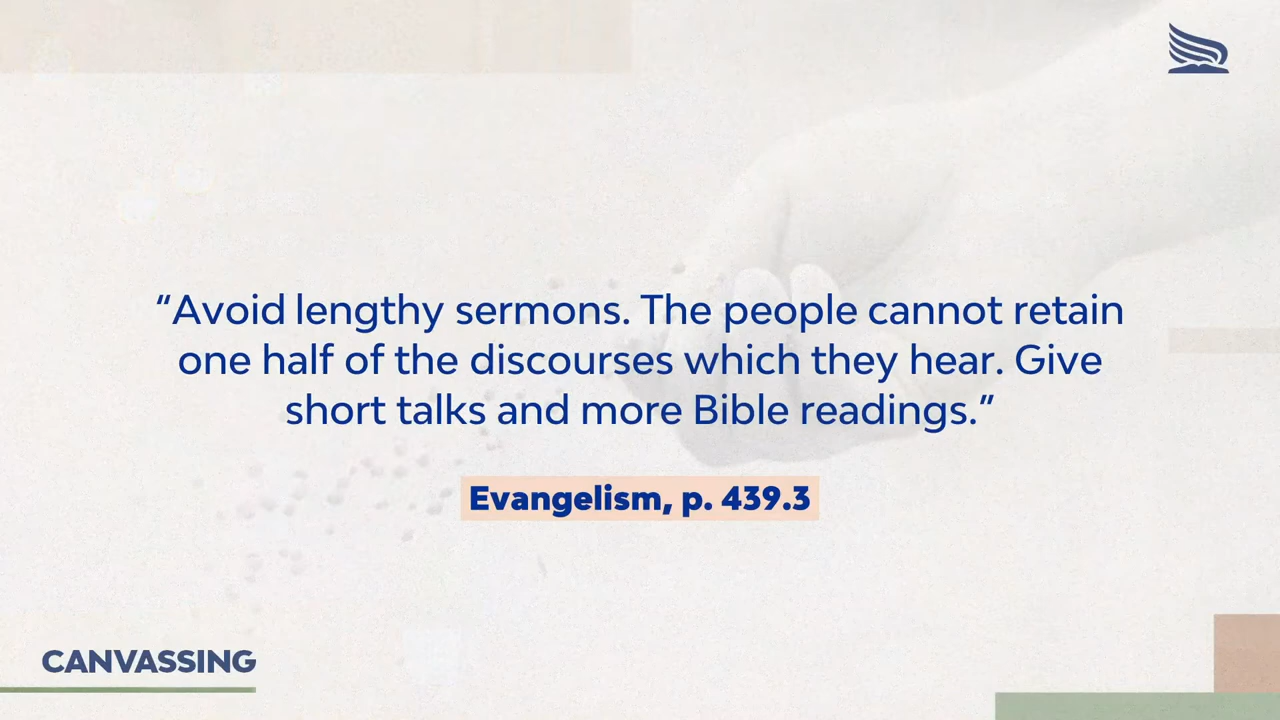 “Avoid lengthy sermons. The people cannot retain
one half of the discourses which they hear. Give
short talks and more Bible readings.”
Evangelism, p. 439.3
CANVASSING